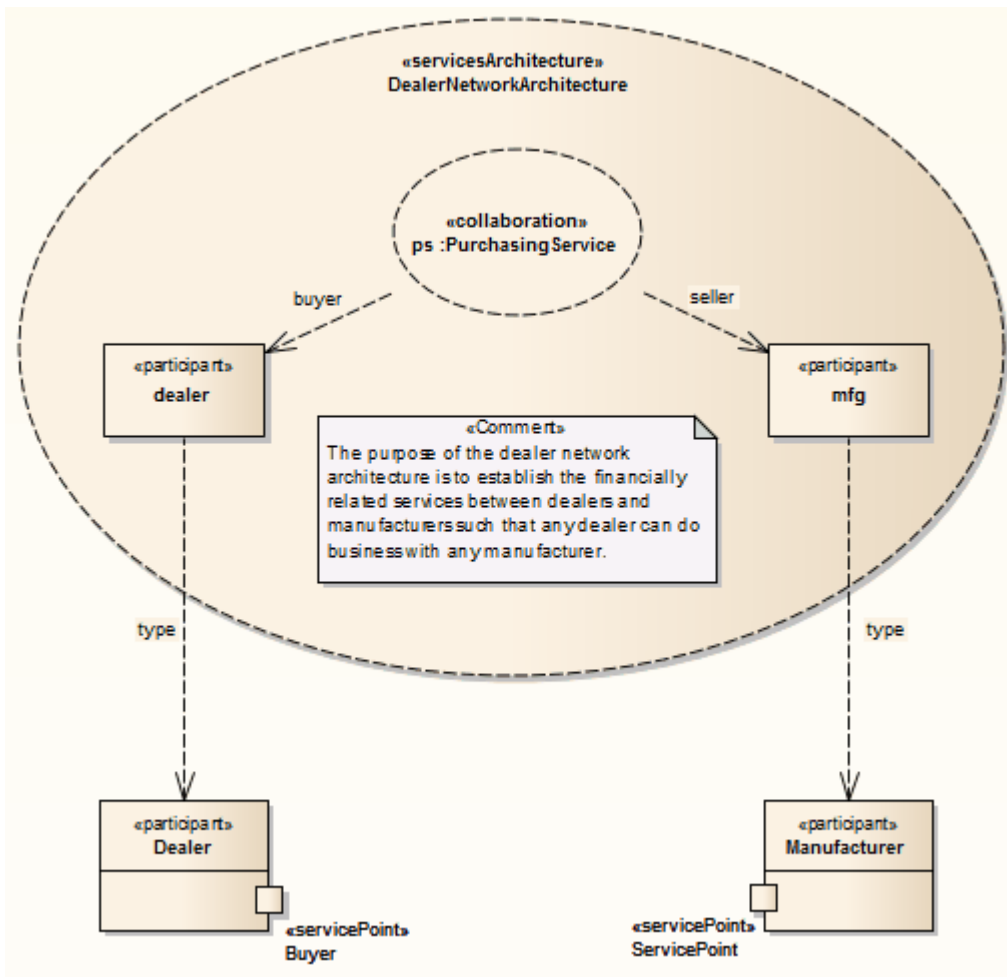 «servicesArchitecture»
DealerNetworkArchitecture
«collaboration»
ps :PurchasingService
buyer
seller
«participant»
dealer
«participant»
mfg
«Comment»
The purpose of the dealer network
architecture is to establish the financially
related services between dealers and
manufacturers such that any dealer can do
business with any manufacturer.
type
type
«participant»
Dealer
«participant»
Manufacturer
«servicePoint»
Buyer
«servicePoint»
ServicePoint